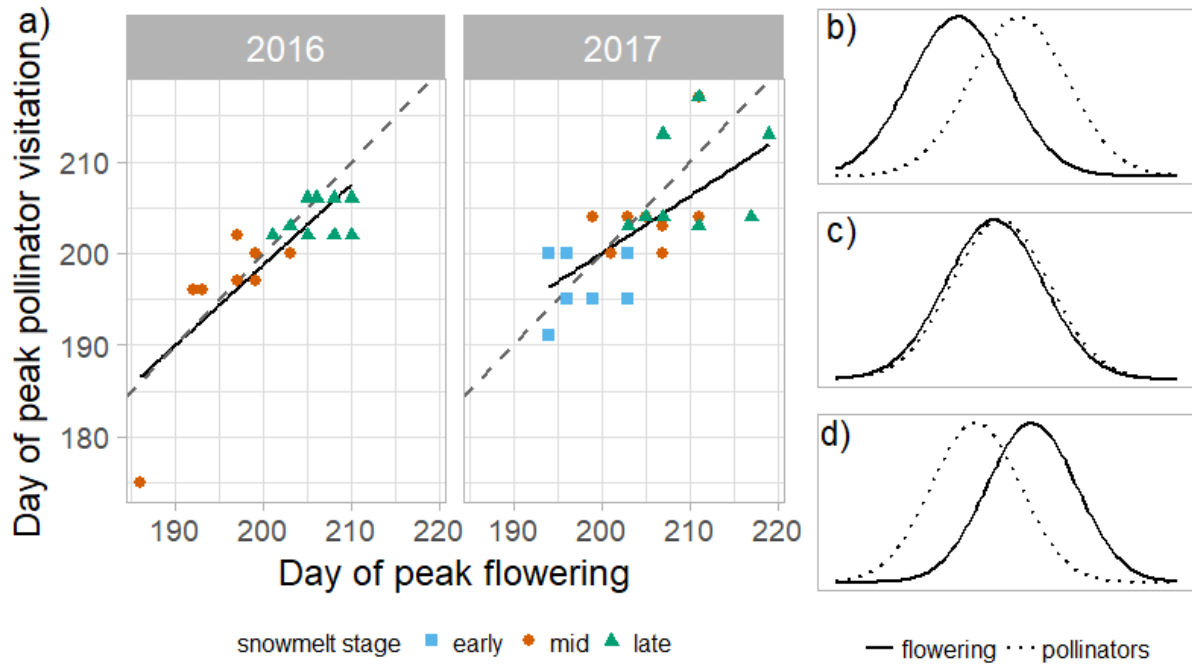 a)
2016
2017
Day of peak pollinator visitation
210
200
190
180
190 200 210 220
190 200 210 220
Day of peak flowering
snowmelt stage early mid late
b)
c)
d)
flowering pollinators